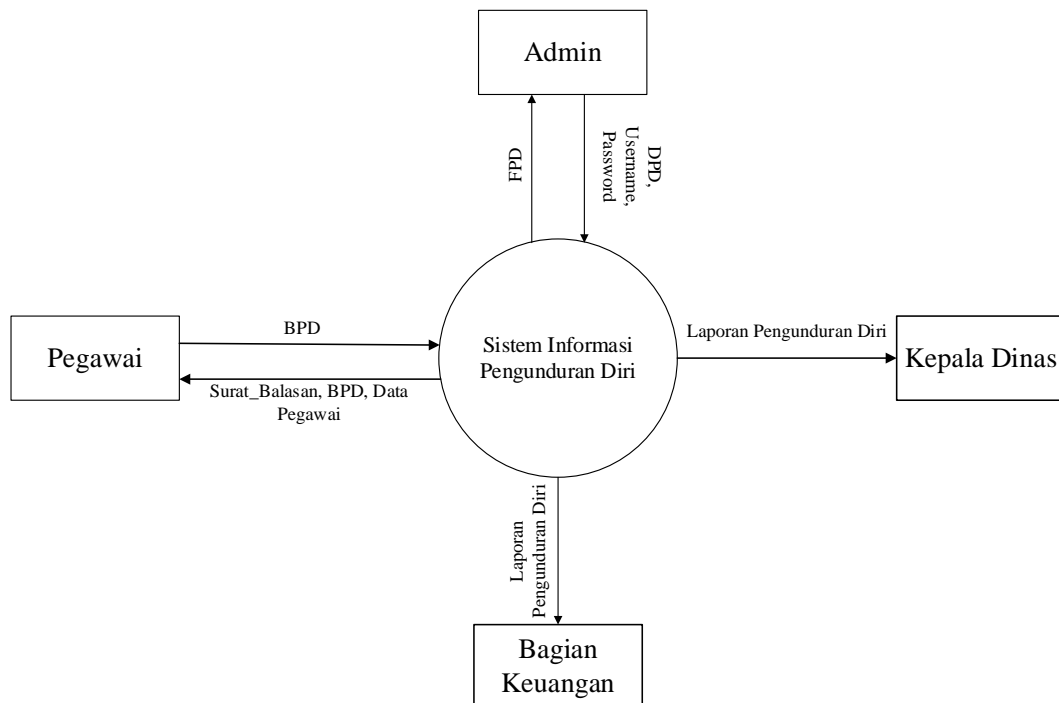 Admin
FPD
DPD,
Username,
Password
Pegawai
BPD
Surat_Balasan, BPD, Data
Pegawai
Sistem Informasi
Pengunduran Diri
Laporan Pengunduran Diri
Kepala Dinas
Laporan
Pengunduran Diri
Bagian
Keuangan